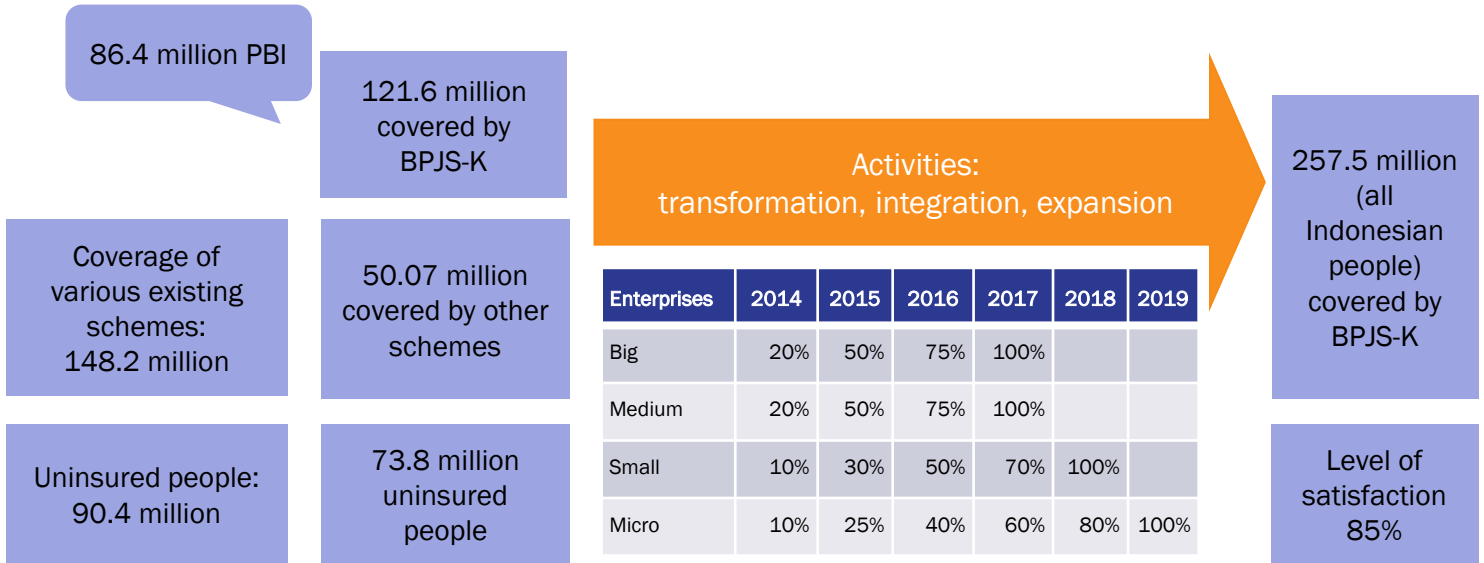 86.4 million PBI
121.6 million
covered by
BPJS-K
Coverage of
various existing
schemes:
148.2 million
50.07 million
covered by other
schemes
Uninsured people:
90.4 million
73.8 million
uninsured
people
Activities:
transformation, integration, expansion
Enterprises 2014 2015 2016 2017 2018 2019
Big 20% 50% 75% 100%
Medium 20% 50% 75% 100%
Small 10% 30% 50% 70% 100%
Micro 10% 25% 40% 60% 80% 100%
257.5 million
(all
Indonesian
people)
covered by
BPJS-K
Level of
satisfaction
85%